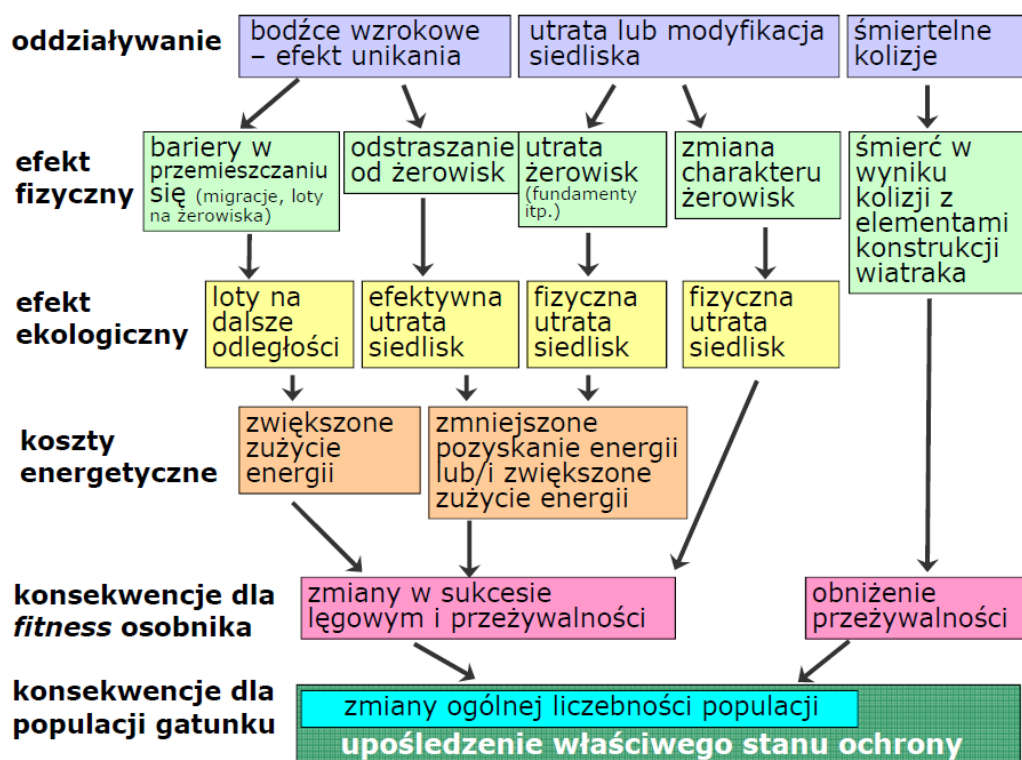 oddziaływanie
bodźce wzrokowe
– efekt unikania
utrata lub modyfikacja
siedliska
śmiertelne
kolizje
efekt
fizyczny
bariery w
przemieszczaniu
się (migracje, loty
na żerowiska)
odstraszanie
od żerowisk
utrata
żerowisk
(fundamenty
itp.)
zmiana
charakteru
żerowisk
śmierć w
wyniku
kolizji z
elementami
konstrukcji
wiatraka
efekt
ekologiczny
loty na
dalsze
odległości
efektywna
utrata
siedlisk
fizyczna
utrata
siedlisk
fizyczna
utrata
siedlisk
koszty
energetyczne
zwiększone
zużycie
energii
zmniejszone
pozyskanie energii
lub/i zwiększone
zużycie energii
konsekwencje dla
fitness osobnika
zmiany w sukcesie
lęgowym i przeżywalności
obniżenie
przeżywalności
konsekwencje dla
populacji gatunku
zmiany ogólnej liczebności populacji
upośledzenie właściwego stanu ochrony